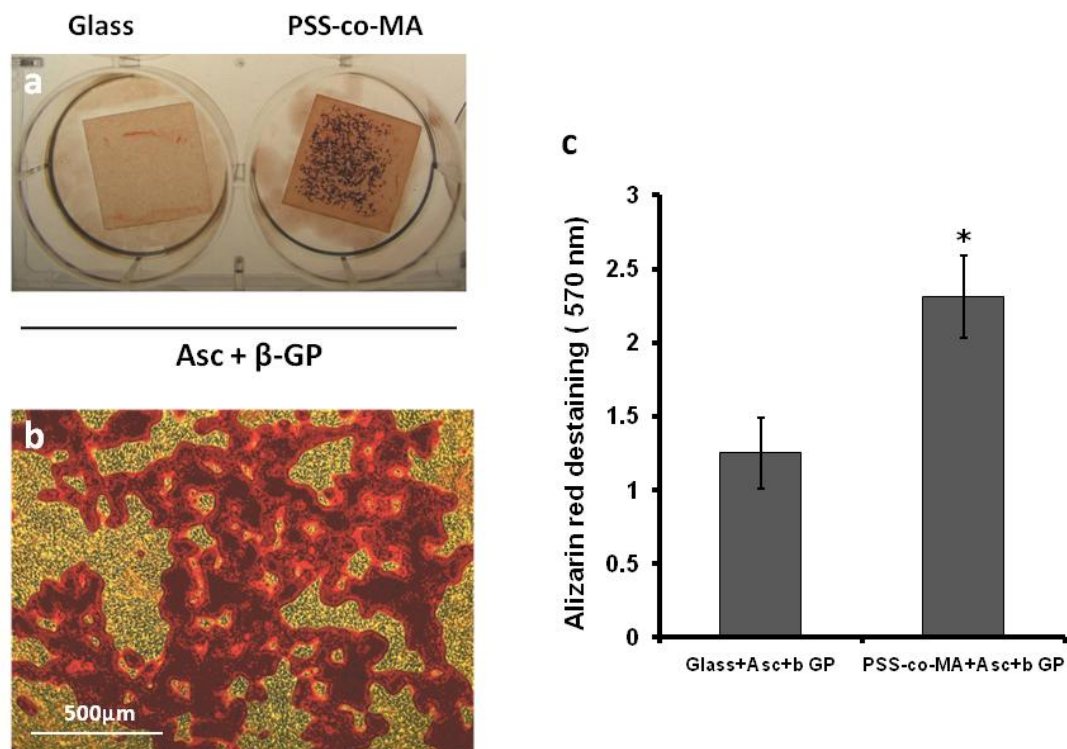 Glass PSS-co-MA
a
Asc + β-GP
b
500µm
c
3
2.5
2
1.5
1
0.5
0
Alizarin red destaining ( 570 nm)
*
Glass+Asc+b GP PSS-co-MA+Asc+b GP